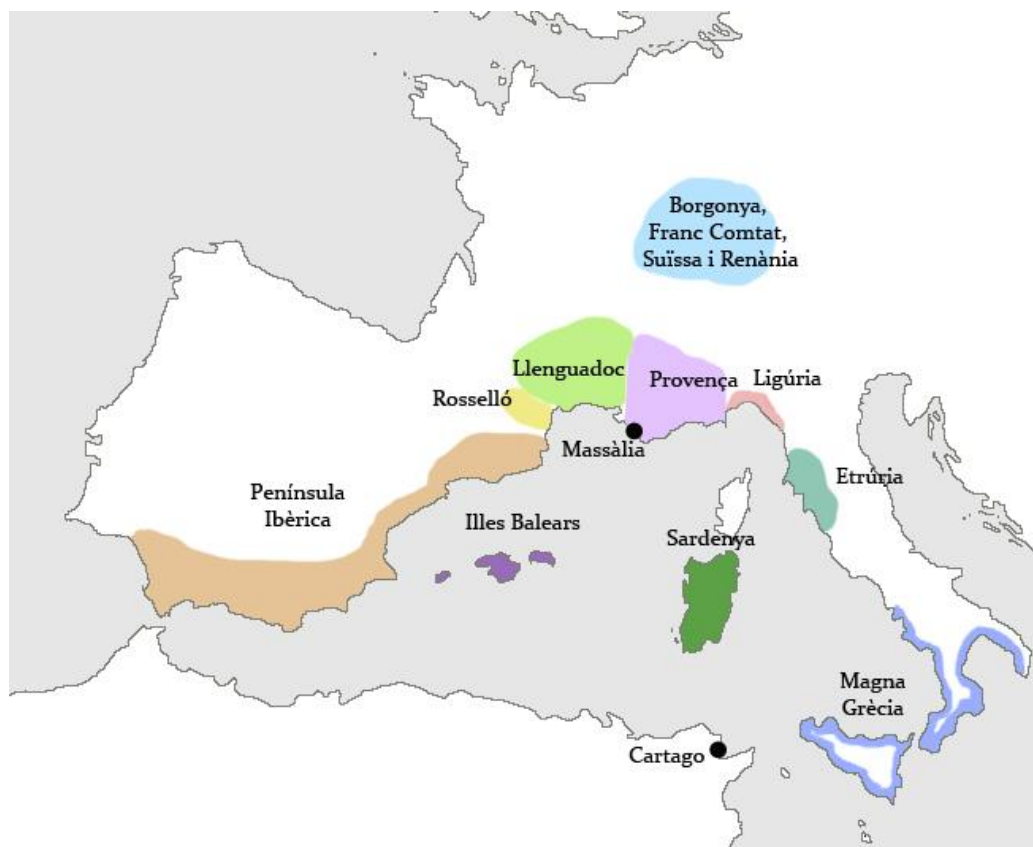 Borgonya,
Franc Comtat,
Suïssa i Renània
Llenguadoc
Provença
Ligúria
Rosselló
Massàlia
Etrúria
Península
Ibèrica
Illes Balears
Sardenya
Magna
Grècia
Cartago